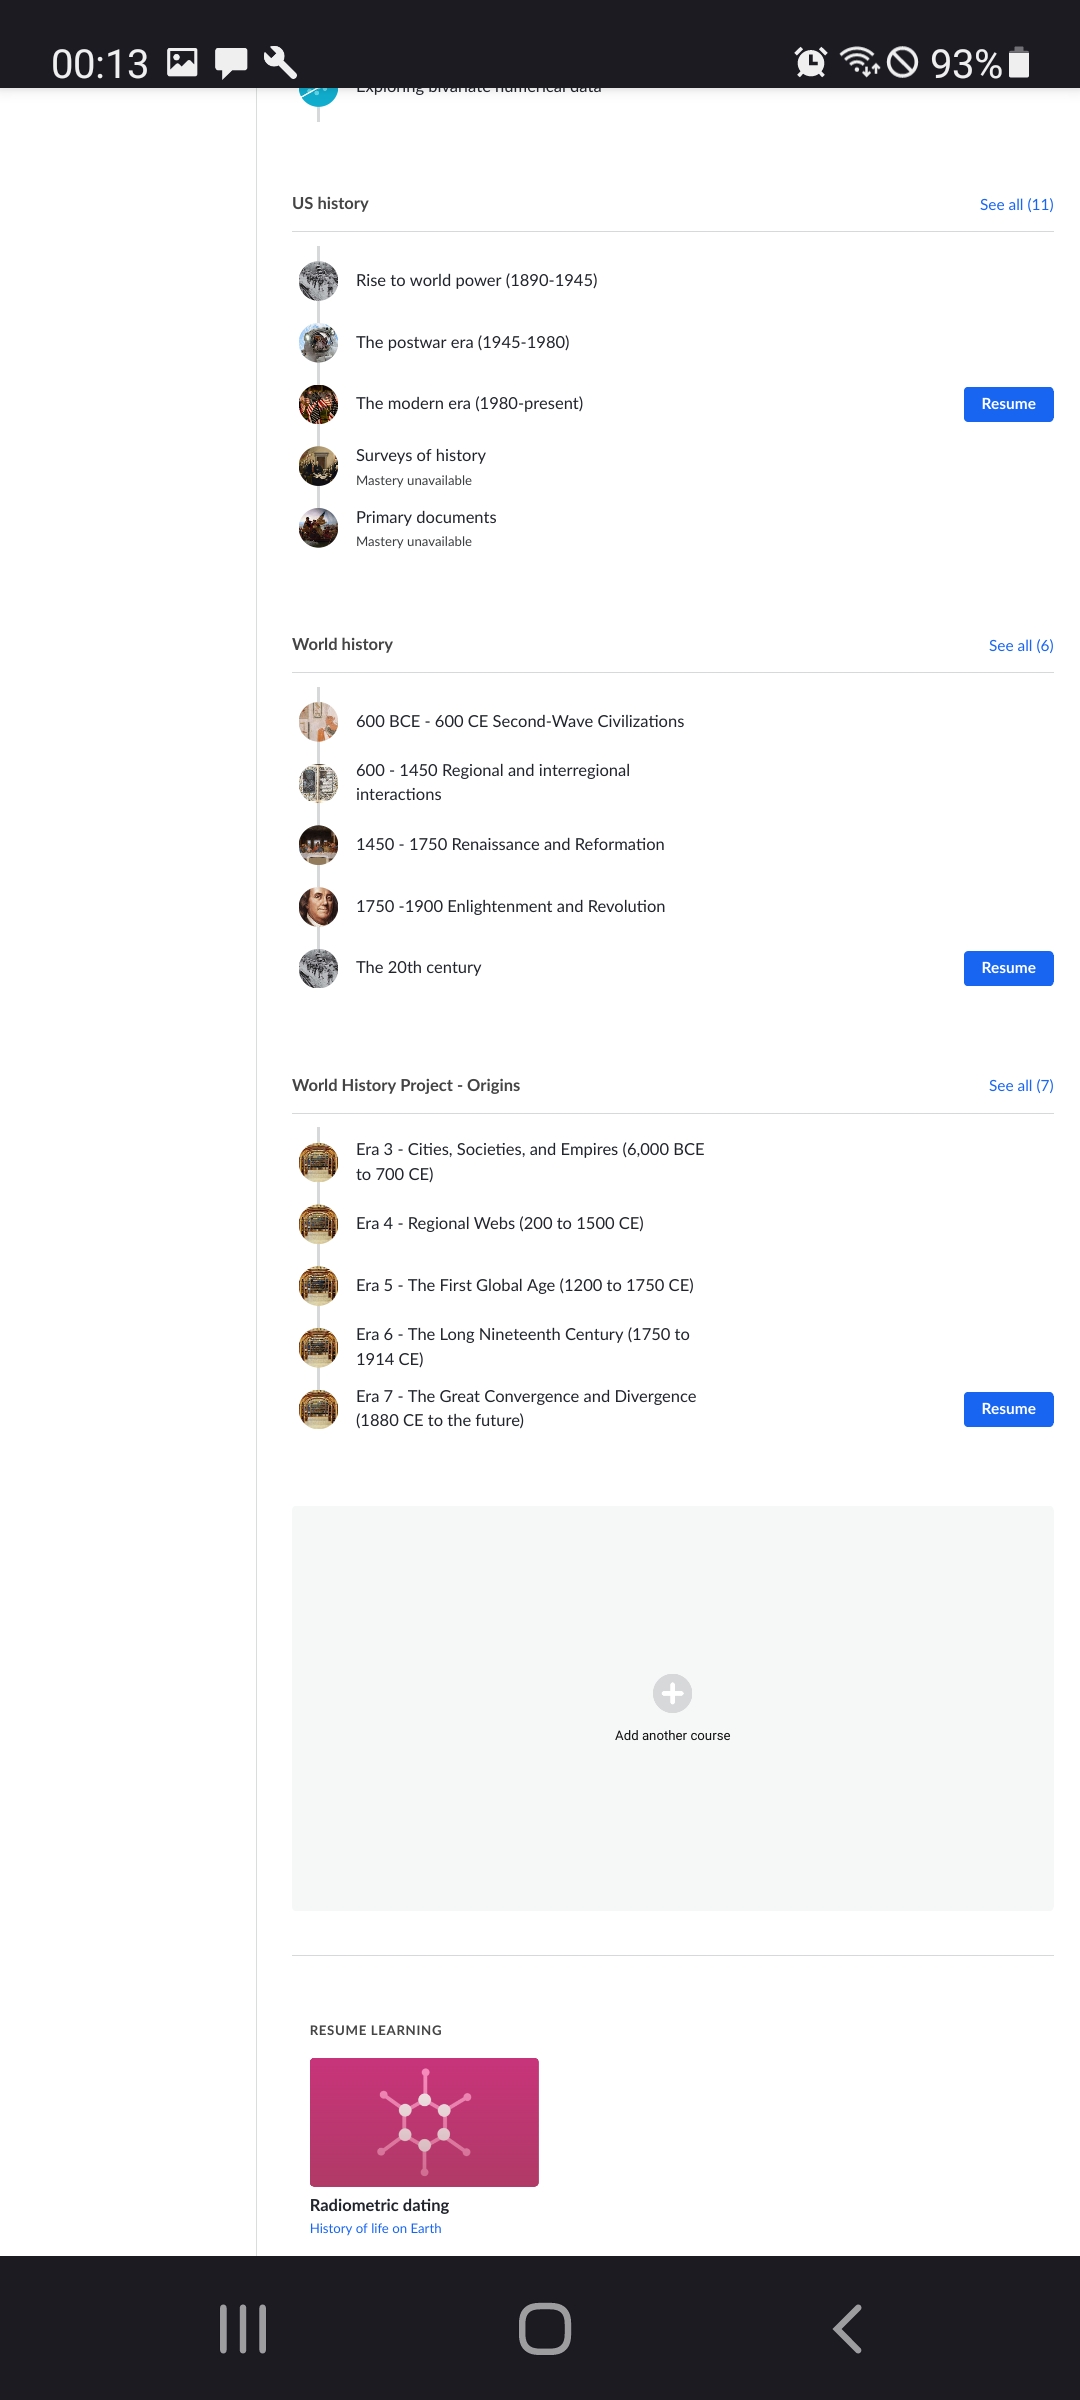 00:13
93%
Exploring bivariate numerical data
US history
See all (11)
Rise to world power (1890-1945)
The postwar era (1945-1980)
The modern era (1980-present)
Resume
Surveys of history
Mastery unavailable
Primary documents
Mastery unavailable
World history
See all (6)
600 BCE - 600 CE Second-Wave Civilizations
600 - 1450 Regional and interregional
interactions
1450 - 1750 Renaissance and Reformation
1750 -1900 Enlightenment and Revolution
The 20th century
Resume
World History Project - Origins
See all (7)
Era 3 - Cities, Societies, and Empires (6,000 BCE
to 700 CE)
Era 4 - Regional Webs (200 to 1500 CE)
Era 5 - The First Global Age (1200 to 1750 CE)
Era 6 - The Long Nineteenth Century (1750 to
1914 CE)
Era 7 - The Great Convergence and Divergence
(1880 CE to the future)
Resume
Add another course
RESUME LEARNING
Radiometric dating
History of life on Earth